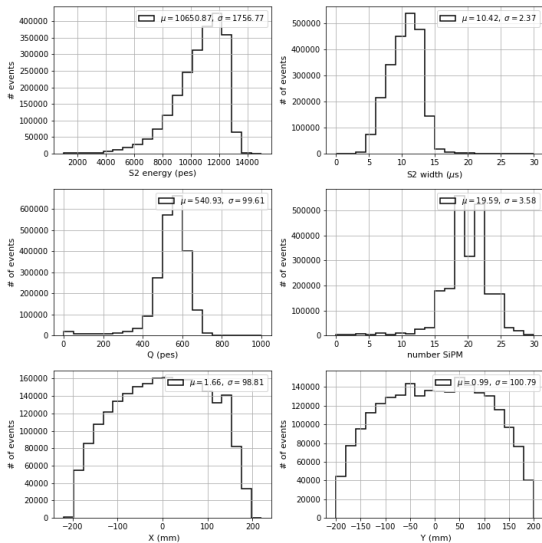 μ = 10650.87, σ = 1756.77
# events
400000
350000
300000
250000
200000
150000
100000
50000
0
2000 4000 6000 8000 10000 12000 14000
S2 energy (pes)
μ = 10.42, σ = 2.37
# of events
500000
400000
300000
200000
100000
0
0 5 10 15 20 25 30
S2 width (μs)
μ = 540.93, σ = 99.61
# of events
600000
500000
400000
300000
200000
100000
0
0 200 400 600 800 1000
Q (pes)
μ = 19.59, σ = 3.58
# of events
500000
400000
300000
200000
100000
0
0 5 10 15 20 25 30
number SiPM
μ = 1.66, σ = 98.81
# of events
160000
140000
120000
100000
80000
60000
40000
20000
0
−200 −100 0 100 200
X (mm)
μ = 0.99, σ = 100.79
# of events
140000
120000
100000
80000
60000
40000
20000
0
−200 −150 −100 −50 0 50 100 150 200
Y (mm)